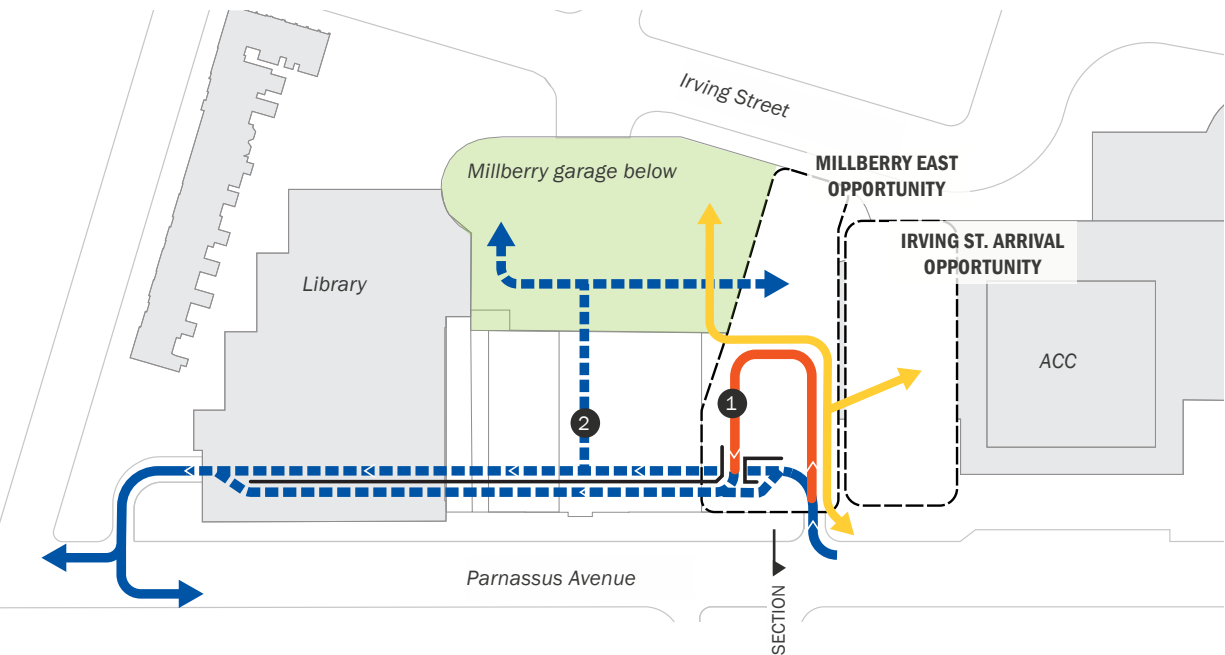 Irving Street
MILLBERRY EAST
OPPORTUNITY
Millberry garage below
IRVING ST. ARRIVAL
OPPORTUNITY
Library
ACC
1
2
Parnassus Avenue
SECTION